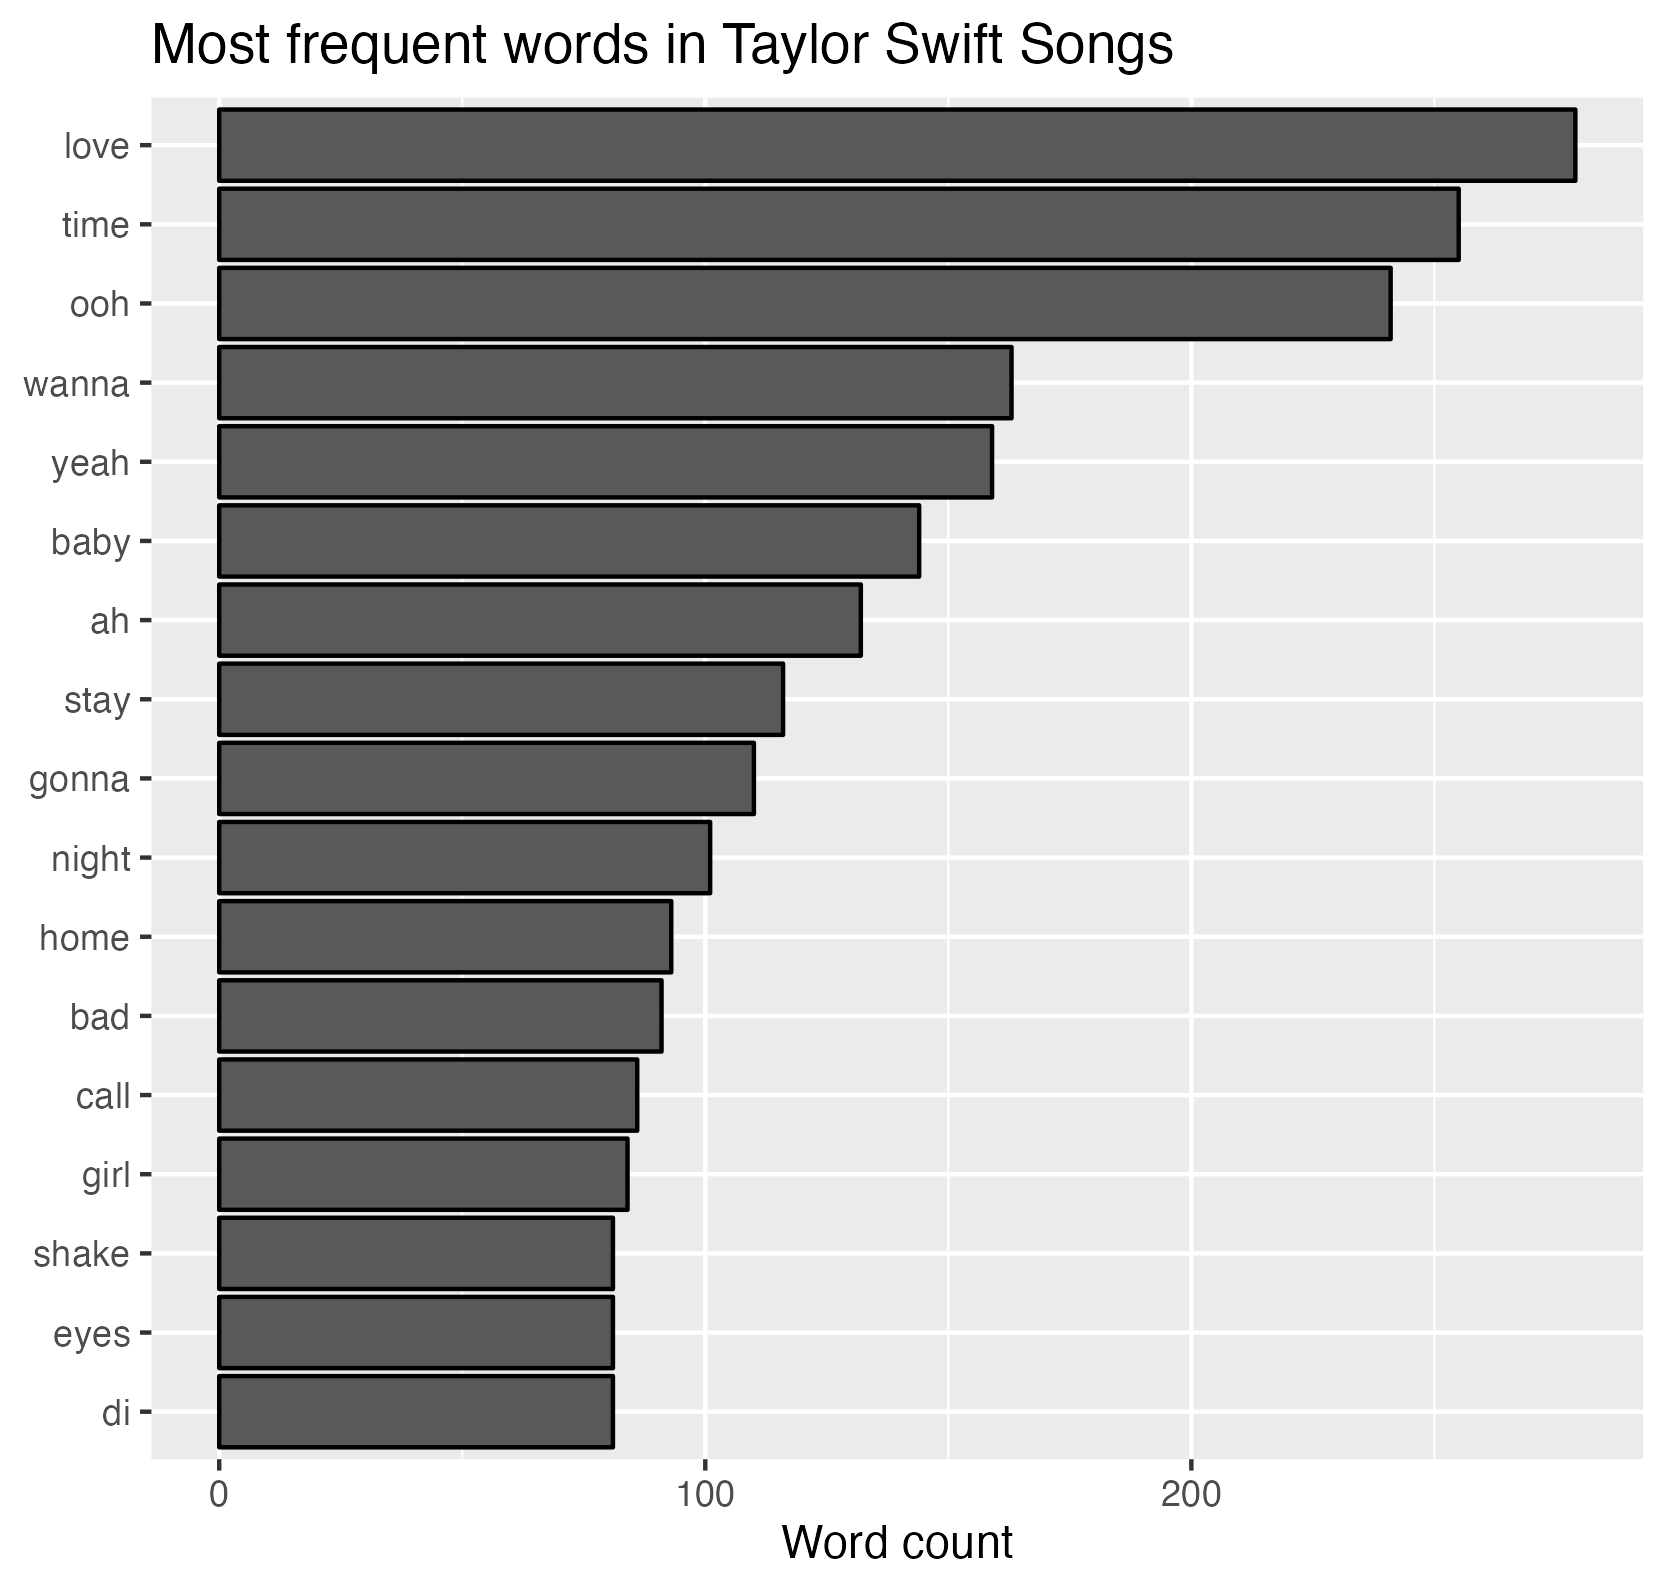 Most frequent words in Taylor Swift Songs
love
time
ooh
wanna
yeah
baby
ah
stay
gonna
night
home
bad
call
girl
shake
eyes
di
0 100 200
Word count